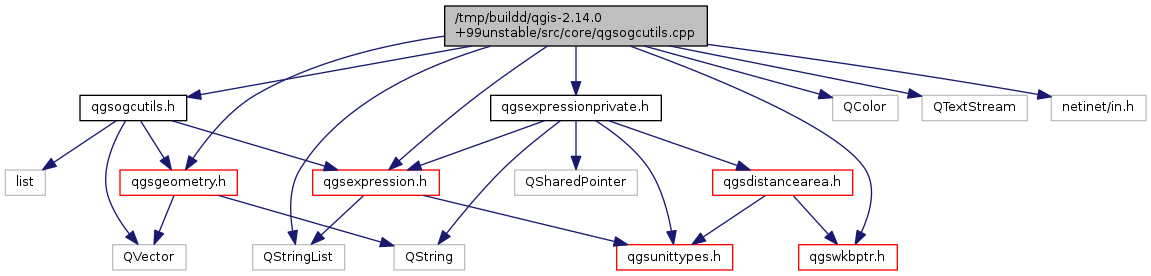 /tmp/buildd/qgis-2.14.0
+99unstable/src/core/qgsogcutils.cpp
qgsogcutils.h
qgsexpressionprivate.h
QColor
QTextStream
netinet/in.h
list
qgsgeometry.h
qgsexpression.h
QSharedPointer
qgsdistancearea.h
QVector
QStringList
QString
qgsunittypes.h
qgswkbptr.h